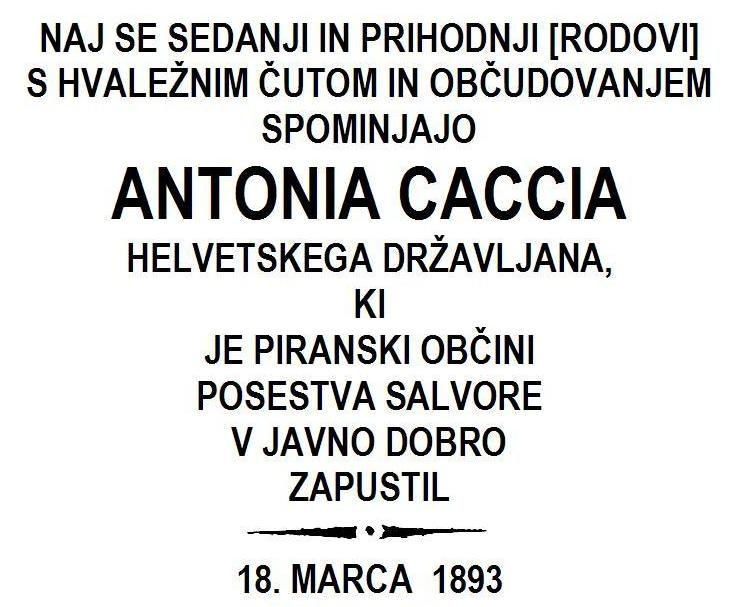 NAJ SE SEDANJI IN PRIHODNJI [RODOVI]
S HVALEŽNIM ČUTOM IN OBČUDOVANJEM
SPOMINJAJO
ANTONIA CACCIA
HELVETSKEGA DRŽAVLJANA,
KI
JE PIRANSKI OBČINI
POSESTVA SALVORE
V JAVNO DOBRO
ZAPUSTIL
18. MARCA 1893